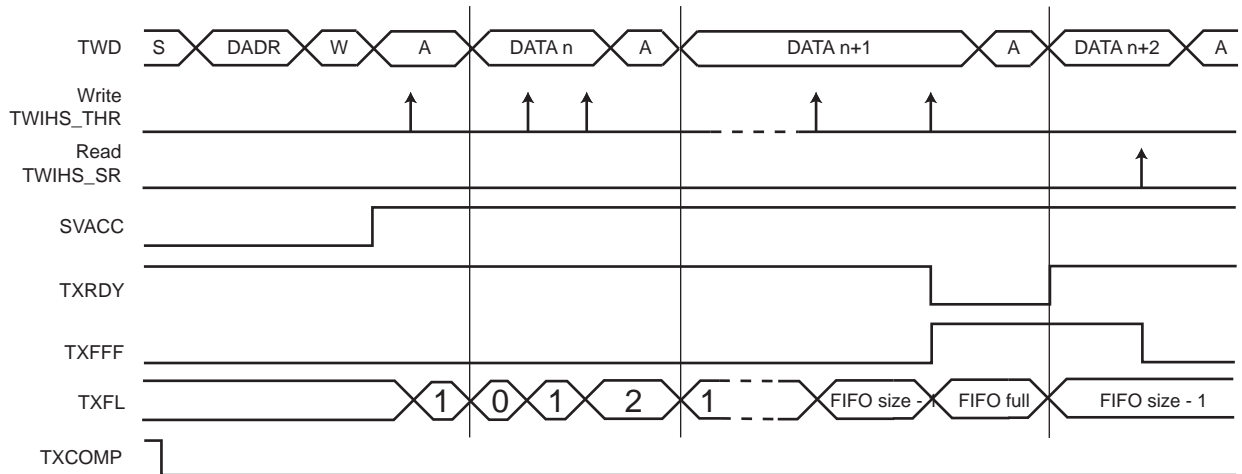 TWD S DADR W A DATA n A DATA n+1 A DATA n+2 A
Write
TWIHS_THR
Read
TWIHS_SR
SVACC
TXRDY
TXFFF
TXFL 1 0 1 2 1 FIFO size - 1 FIFO full FIFO size - 1
TXCOMP